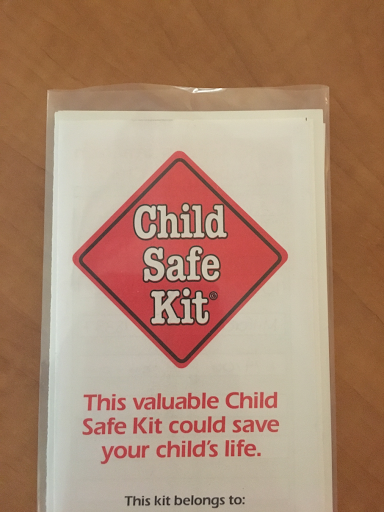 Child
Safe
Kit®
This valuable Child
Safe Kit could save
your child's life.
This kit belongs to: